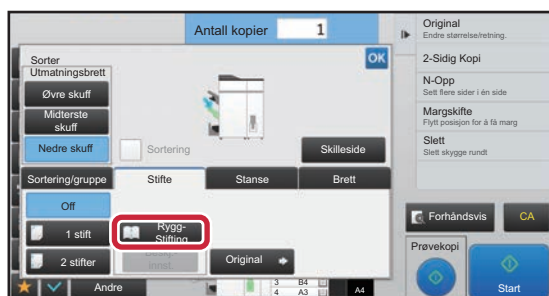 Antall kopier 1
Original
Endre størrelse/retning.
2-Sidig Kopi
N-Opp
Sett flere sider i én side
Margskifte
Flytt posisjon for å få marg
Slett
Slett skygge rundt
Sorter
OK
Utmatningsbrett
Øvre skuff
Midterste
skuff
Nedre skuff
Sortering
Skilleside
Sortering/gruppe
Stifte
Stanse
Brett
Off
1 stift
Rygg-
Stifting
2 stifter
Original
Forhåndsvis
CA
Prøvekopi
Start
Andre
3 B4
4 A3
A4